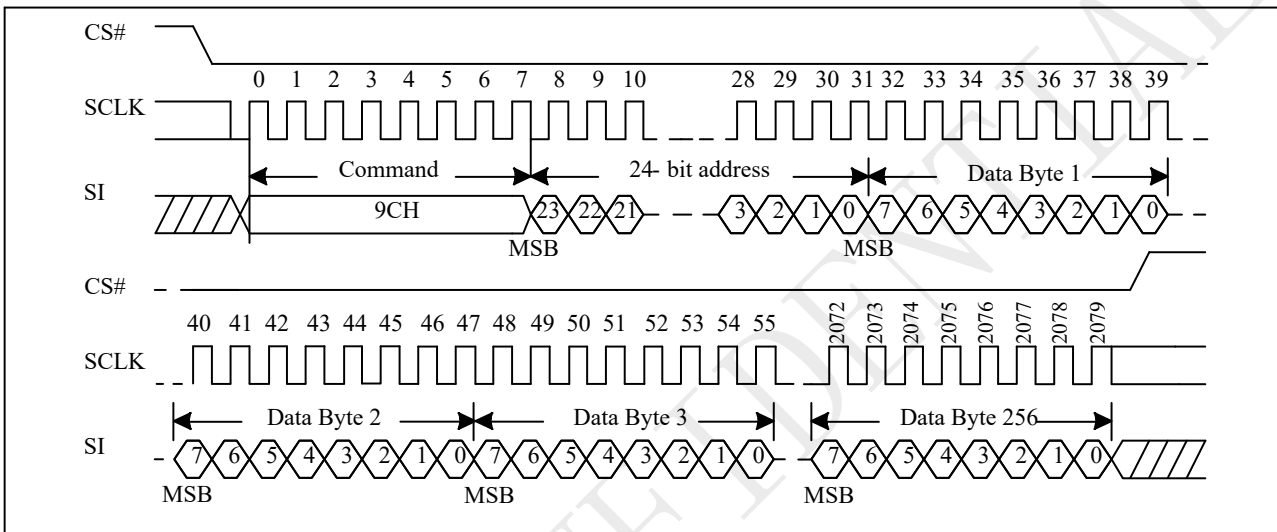 CS#
0 1 2 3 4 5 6 7 8 9 10 28 29 30 31 32 33 34 35 36 37 38 39
SCLK
Command 24- bit address Data Byte 1
SI
9CH 23 22 21 3 2 1 0 7 6 5 4 3 2 1 0
MSB MSB
CS#
40 41 42 43 44 45 46 47 48 49 50 51 52 53 54 55 2072 2073 2074 2075 2076 2077 2078 2079
SCLK
Data Byte 2 Data Byte 3 Data Byte 256
SI
7 6 5 4 3 2 1 0 7 6 5 4 3 2 1 0 7 6 5 4 3 2 1 0
MSB MSB MSB